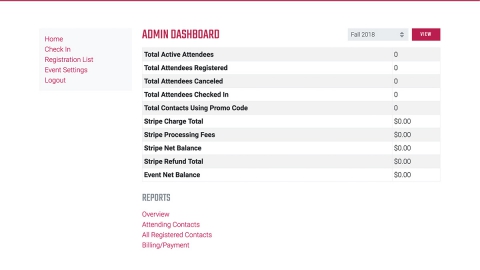 Home
Check In
Registration List
Event Settings
Logout
ADMIN DASHBOARD
Fall 2018
VIEW
Total Active Attendees 0
Total Attendees Registered 0
Total Attendees Canceled 0
Total Attendees Checked In 0
Total Contacts Using Promo Code 0
Stripe Charge Total $0.00
Stripe Processing Fees $0.00
Stripe Net Balance $0.00
Stripe Refund Total $0.00
Event Net Balance $0.00
REPORTS
Overview
Attending Contacts
All Registered Contacts
Billing/Payment